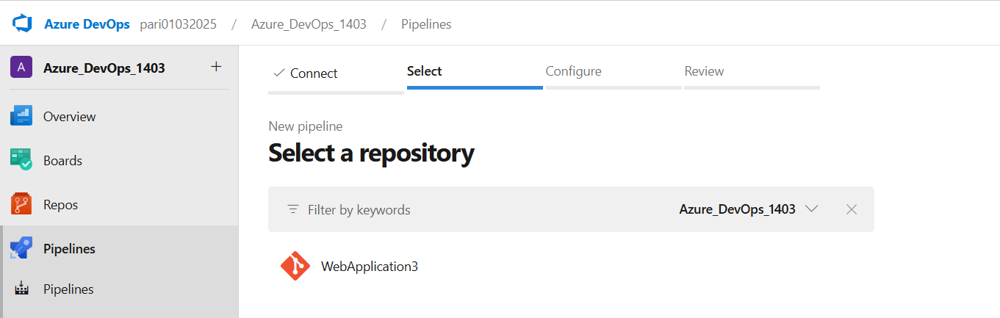 Azure DevOps pari01032025 / Azure_DevOps_1403 / Pipelines
A Azure_DevOps_1403 +
Connect Select Configure Review
Overview
Boards
Repos
Pipelines
Pipelines
New pipeline
Select a repository
Filter by keywords Azure_DevOps_1403
WebApplication3